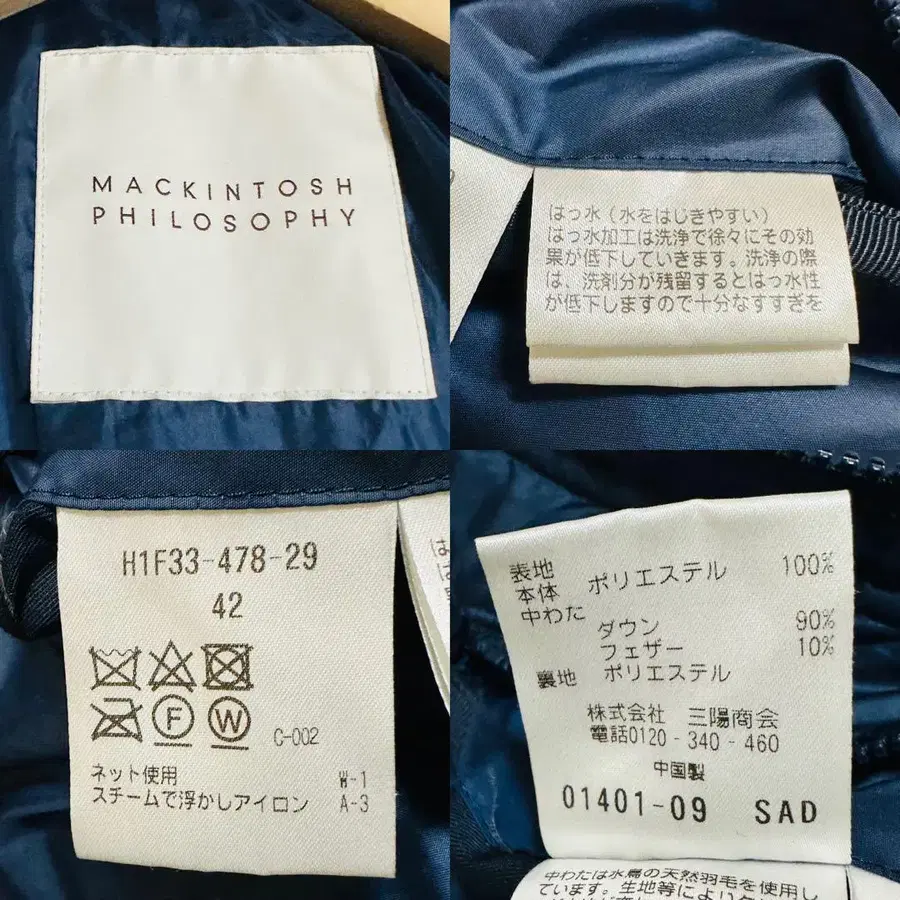 MACKINTOSH
PHILOSOPHY
はっ水（水をはじきやすい）
はっ水加工は洗浄で徐々にその効
果が低下していきます。洗浄の際
は、洗剤分が残留するとはっ水性
が低下しますので十分なすすぎを
H1F33-478-29
42
F W C-002
ネット使用 W-1
スチームで浮かしアイロン A-3
表地
本体 ポリエステル 100%
中わた
ダウン 90%
フェザー 10%
裏地 ポリエステル
株式会社 三陽商会
電話0120-340-460
中国製
01401-09 SAD
中わたは水鳥の天然羽毛を使用し
ています。生地等により